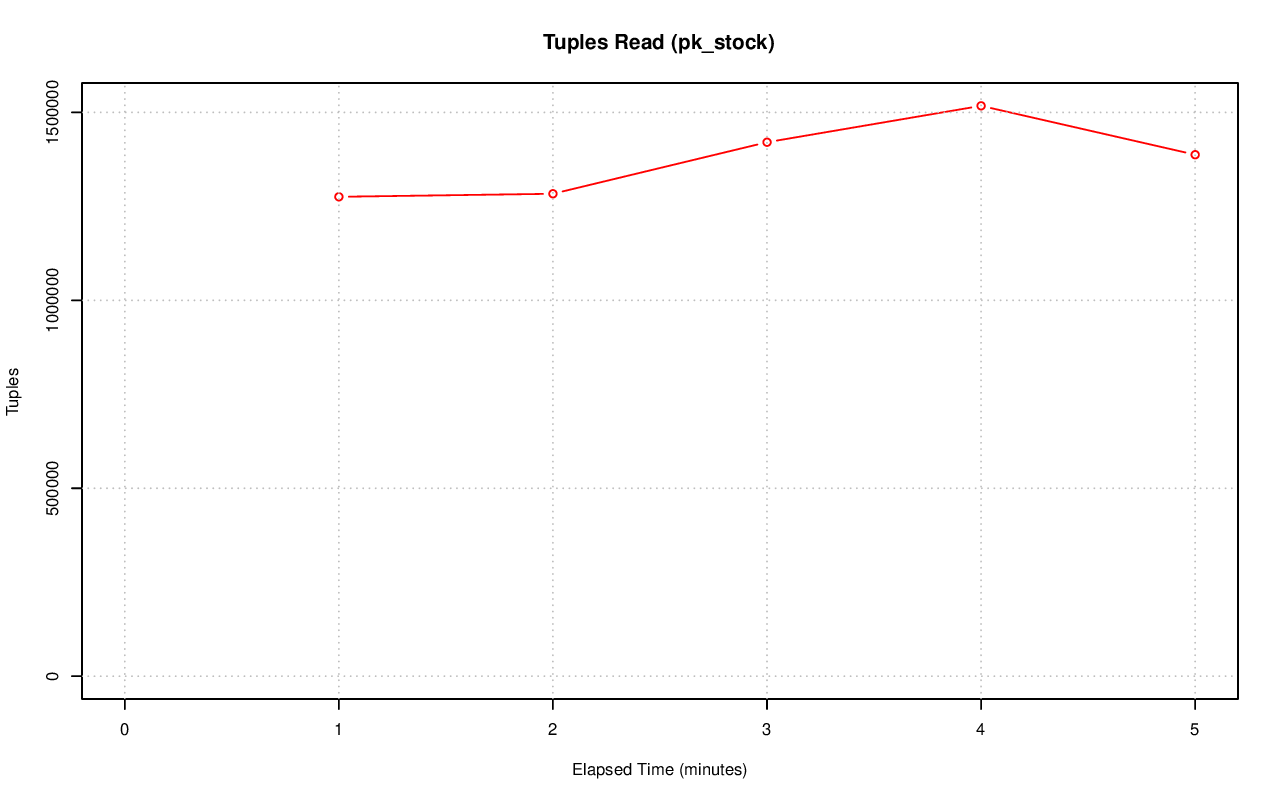 Tuples Read (pk_stock)
1500000
1000000
500000
0
Tuples
0 1 2 3 4 5
Elapsed Time (minutes)